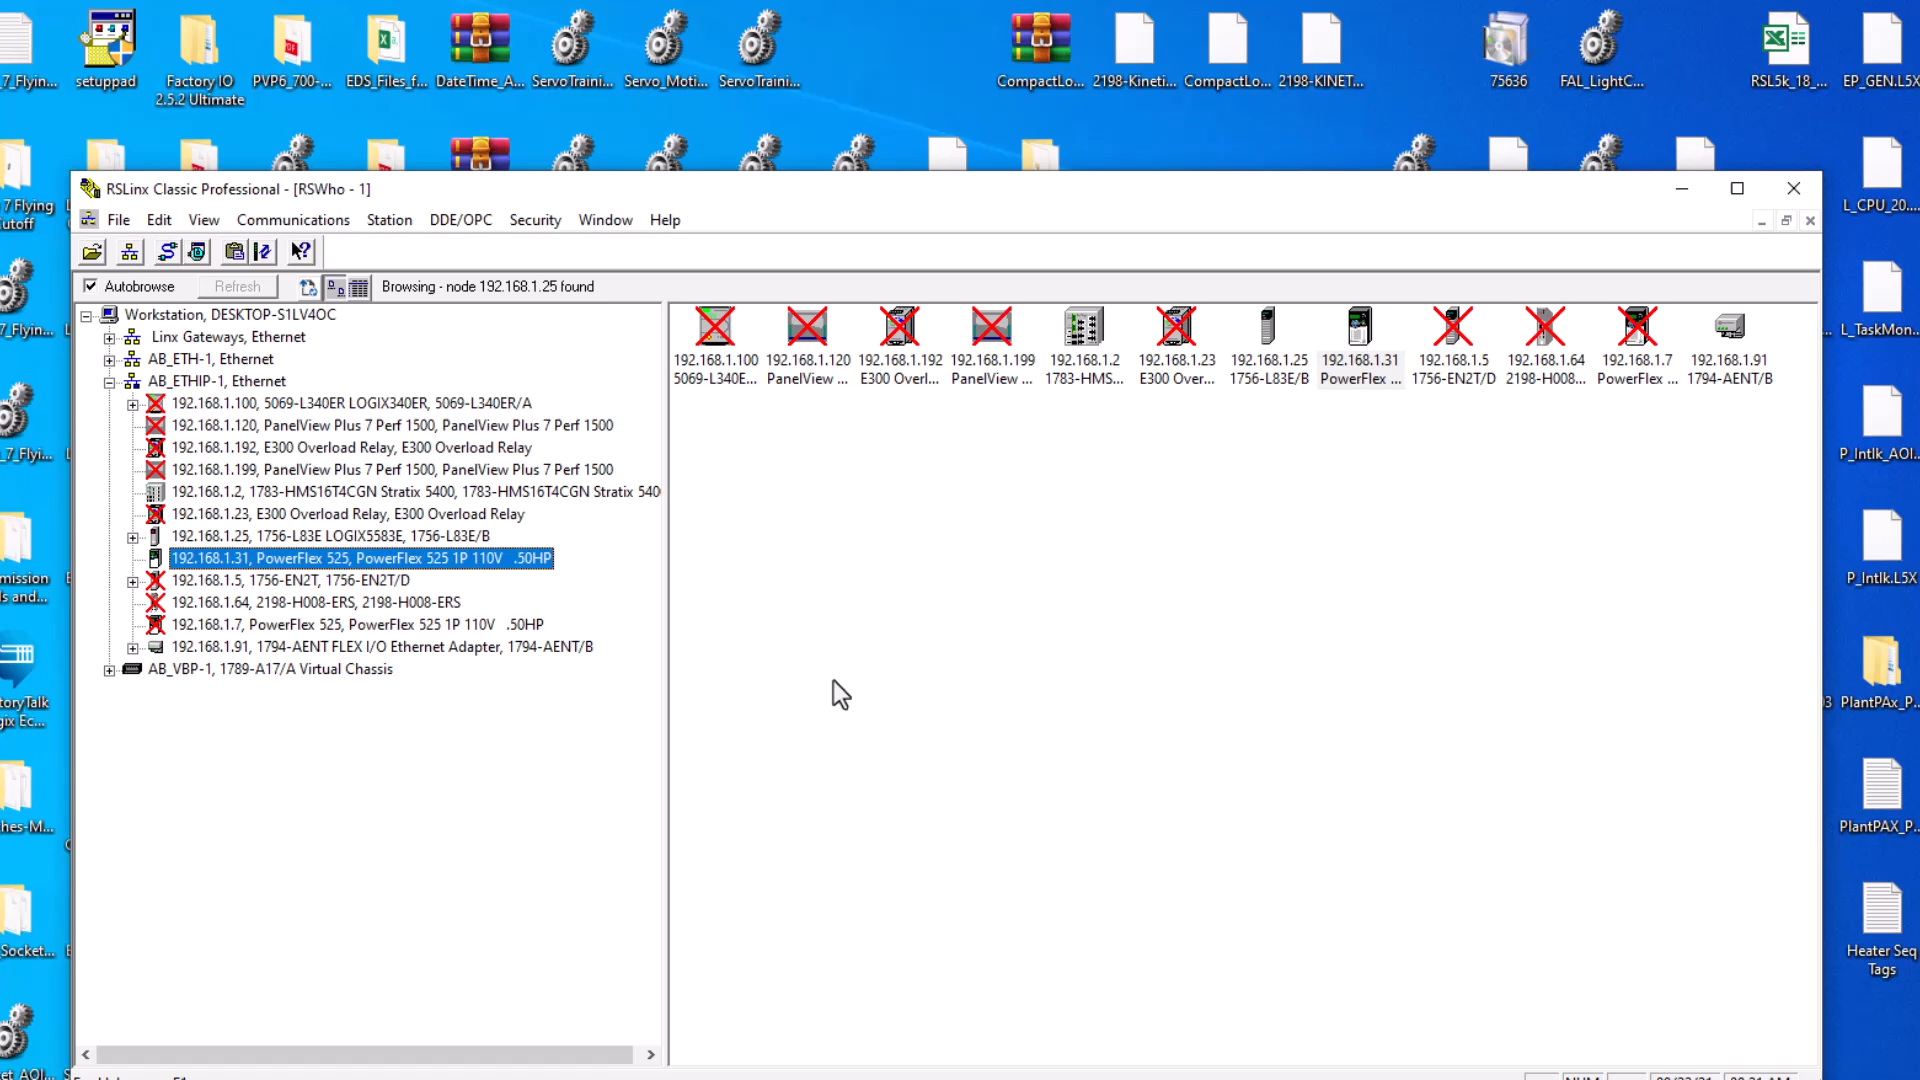 _7_Flyin...
setuppad
Factory IO
2.5.2 Ultimate
PVP6_700-...
EDS_Files_f...
DateTime_A...
ServoTraini...
Servo_Moti...
ServoTraini...
CompactLo...
2198-Kineti...
CompactLo...
2198-KINET...
75636
FAL_LightC...
RSL5k_18_...
EP_GEN.L5X
RSLinx Classic Professional - [RSWho - 1]
File Edit View Communications Station DDE/OPC Security Window Help
Autobrowse
Refresh
Browsing - node 192.168.1.25 found
Workstation, DESKTOP-S1LV4OC
Linx Gateways, Ethernet
AB_ETH-1, Ethernet
AB_ETHIP-1, Ethernet
192.168.1.100, 5069-L340ER LOGIX340ER, 5069-L340ER/A
192.168.1.120, PanelView Plus 7 Perf 1500, PanelView Plus 7 Perf 1500
192.168.1.192, E300 Overload Relay, E300 Overload Relay
192.168.1.199, PanelView Plus 7 Perf 1500, PanelView Plus 7 Perf 1500
192.168.1.2, 1783-HMS16T4CGN Stratix 5400, 1783-HMS16T4CGN Stratix 540
192.168.1.23, E300 Overload Relay, E300 Overload Relay
192.168.1.25, 1756-L83E LOGIX5583E, 1756-L83E/B
192.168.1.31, PowerFlex 525, PowerFlex 525 1P 110V .50HP
192.168.1.5, 1756-EN2T, 1756-EN2T/D
192.168.1.64, 2198-H008-ERS, 2198-H008-ERS
192.168.1.7, PowerFlex 525, PowerFlex 525 1P 110V .50HP
192.168.1.91, 1794-AENT FLEX I/O Ethernet Adapter, 1794-AENT/B
AB_VBP-1, 1789-A17/A Virtual Chassis
192.168.1.100
5069-L340E...
192.168.1.120
PanelView ...
192.168.1.192
E300 Overl...
192.168.1.199
PanelView ...
192.168.1.2
1783-HMS...
192.168.1.23
E300 Over...
192.168.1.25
1756-L83E/B
192.168.1.31
PowerFlex ...
192.168.1.5
1756-EN2T/D
192.168.1.64
2198-H008...
192.168.1.7
PowerFlex ...
192.168.1.91
1794-AENT/B
7 Flying
utoff
_7_Flyin...
_7_Flyi...
mission
ls and...
toryTalk
gix Ec...
hes-M...
Socket...
et_AOI...
L_CPU_20....
L_TaskMon...
P_Intlk_AOI...
P_Intlk.L5X
PlantPAx_P...
PlantPAX_P...
Heater Seq
Tags
NUM